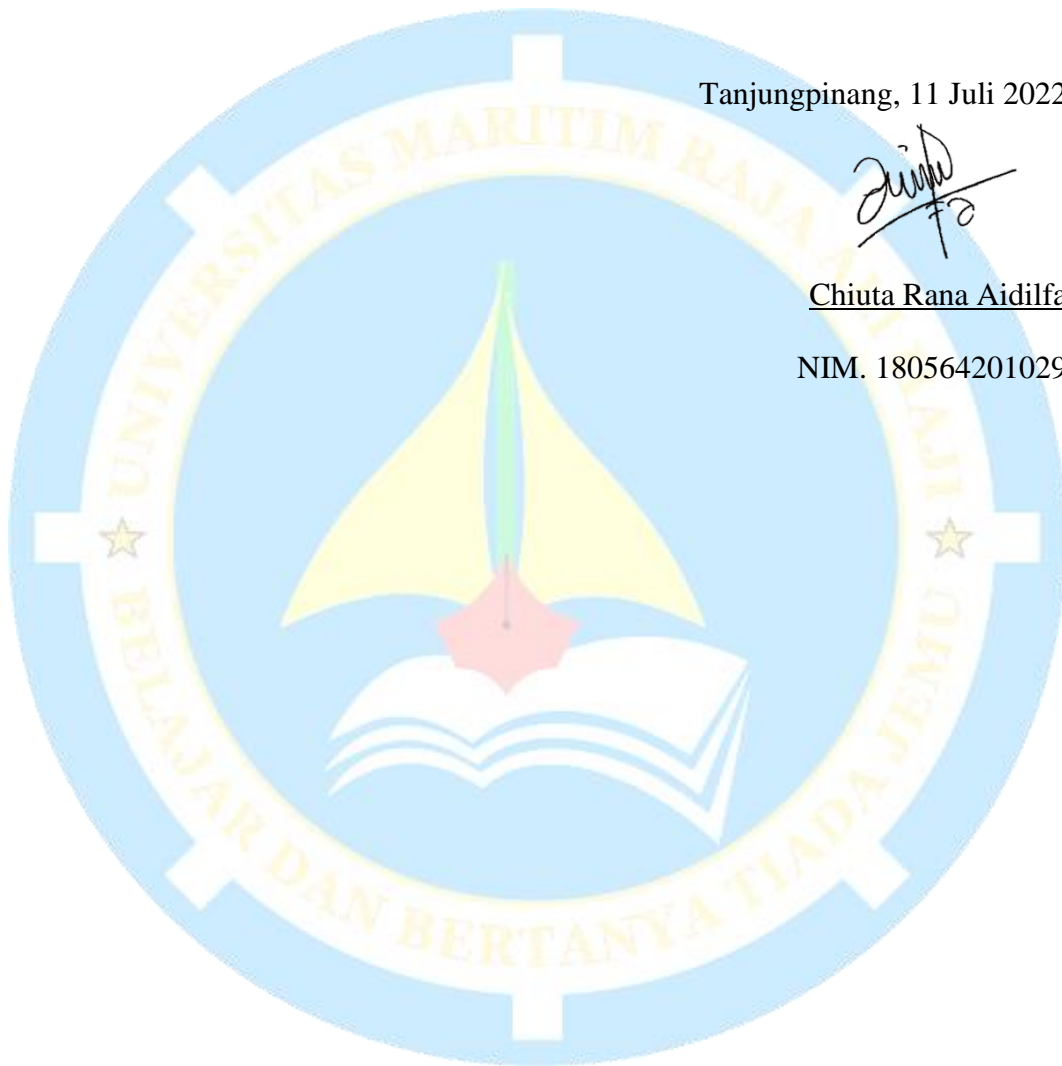 Tanjungpinang, 11 Juli 2022
Chiuta Rana Aidilfa
NIM. 180564201029
UNIVERSITAS MARITIM RAJA ALI HAJI
BELAJAR DAN BERTANYA TIADA JEMU